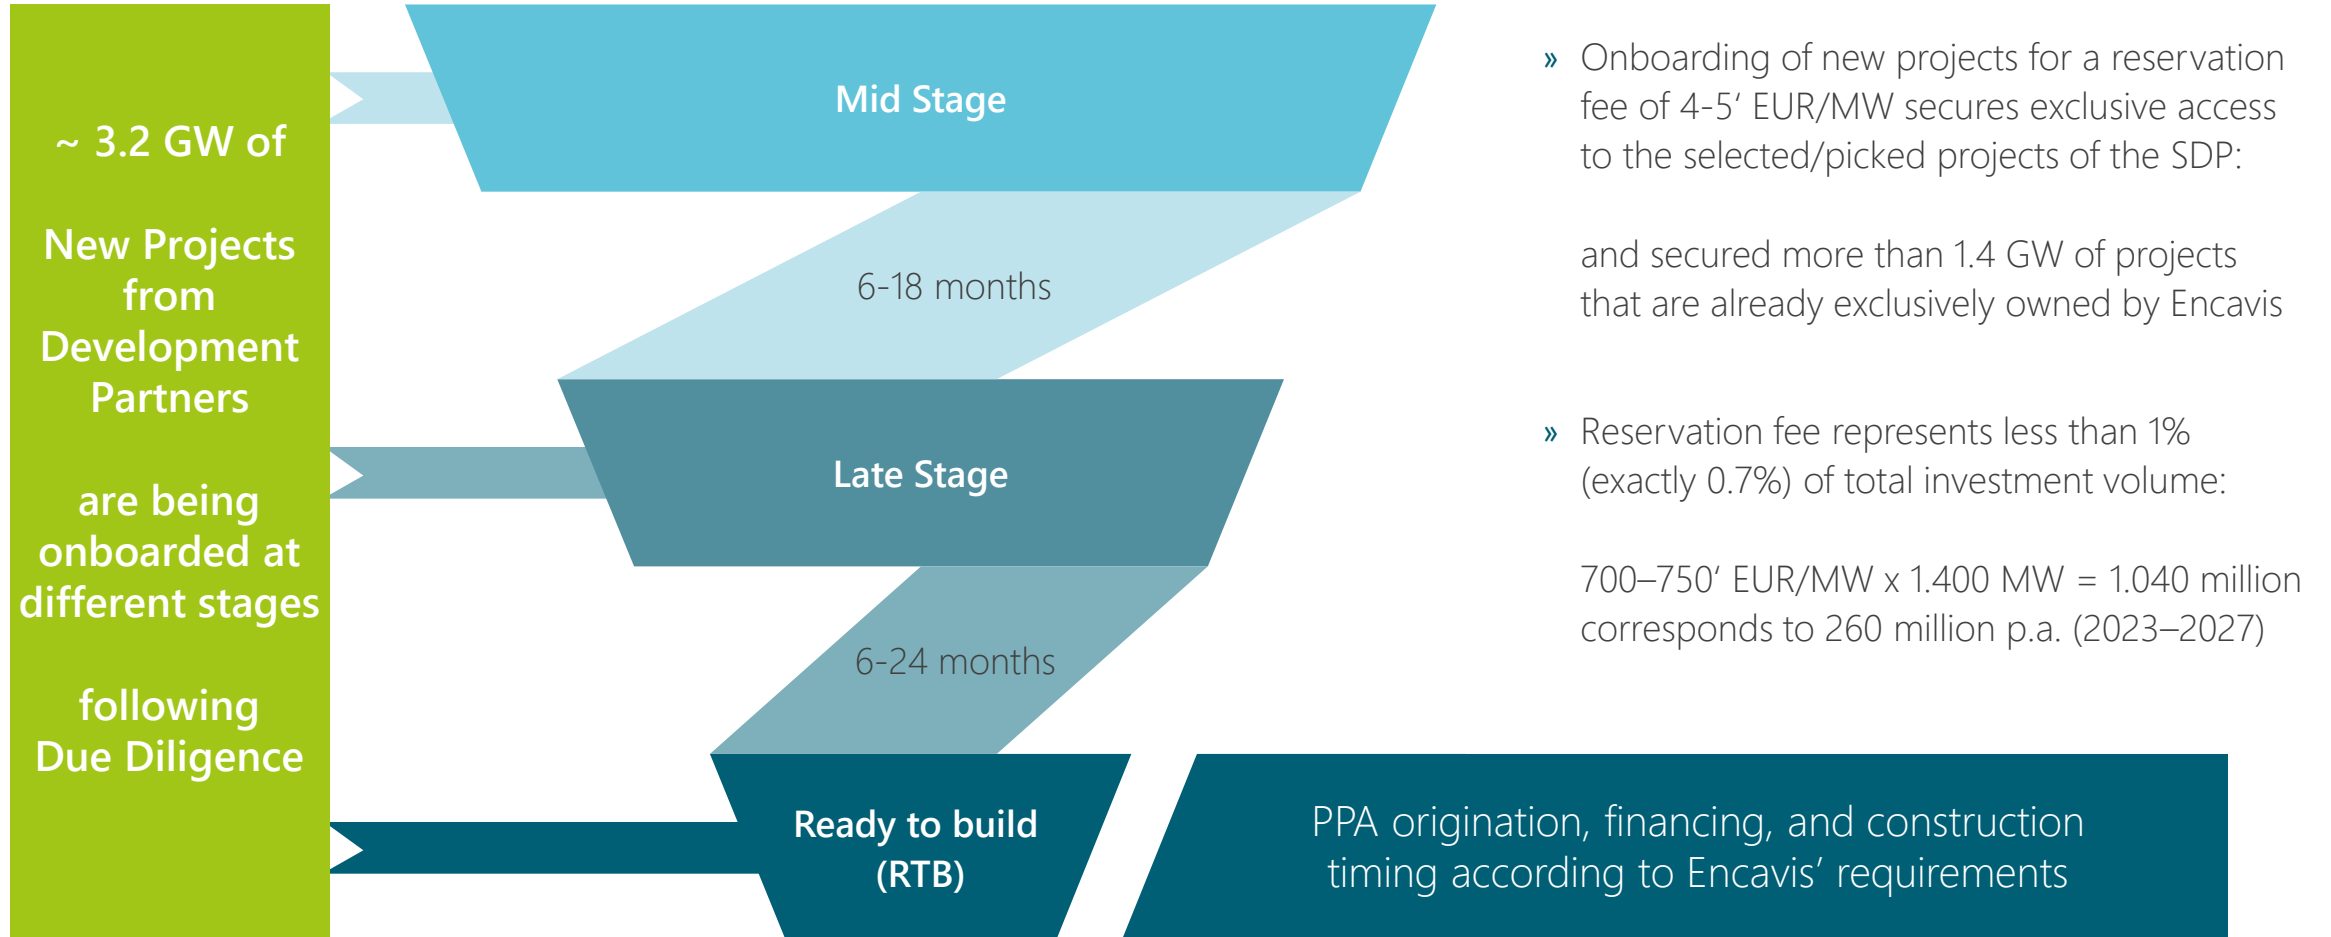 ~ 3.2 GW of
New Projects
from
Development
Partners
are being
onboarded at
different stages
following
Due Diligence
Mid Stage
6-18 months
Late Stage
6-24 months
Ready to build
(RTB)
» Onboarding of new projects for a reservation
fee of 4-5‘ EUR/MW secures exclusive access
to the selected/picked projects of the SDP:
and secured more than 1.4 GW of projects
that are already exclusively owned by Encavis
» Reservation fee represents less than 1%
(exactly 0.7%) of total investment volume:
700–750‘ EUR/MW x 1.400 MW = 1.040 million
corresponds to 260 million p.a. (2023–2027)
PPA origination, financing, and construction
timing according to Encavis’ requirements